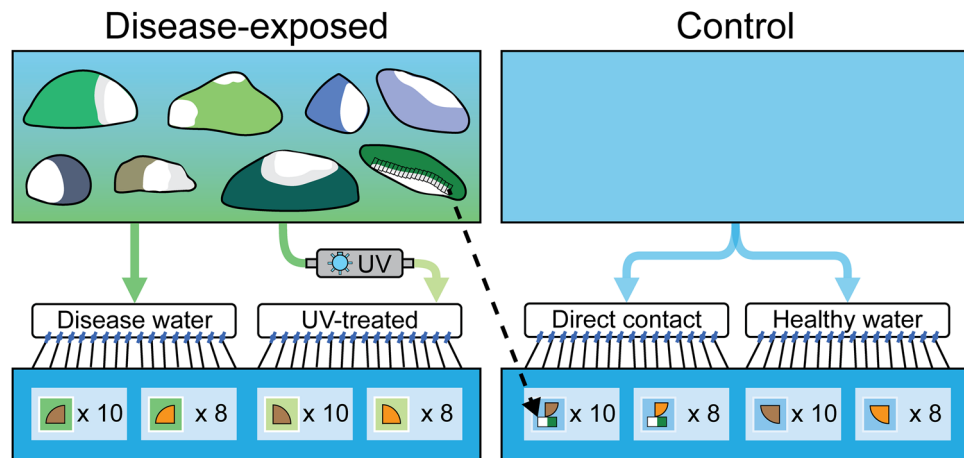 Disease-exposed
Control
UV
Disease water
UV-treated
Direct contact
Healthy water
x 10
x 8
x 10
x 8
x 10
x 8
x 10
x 8